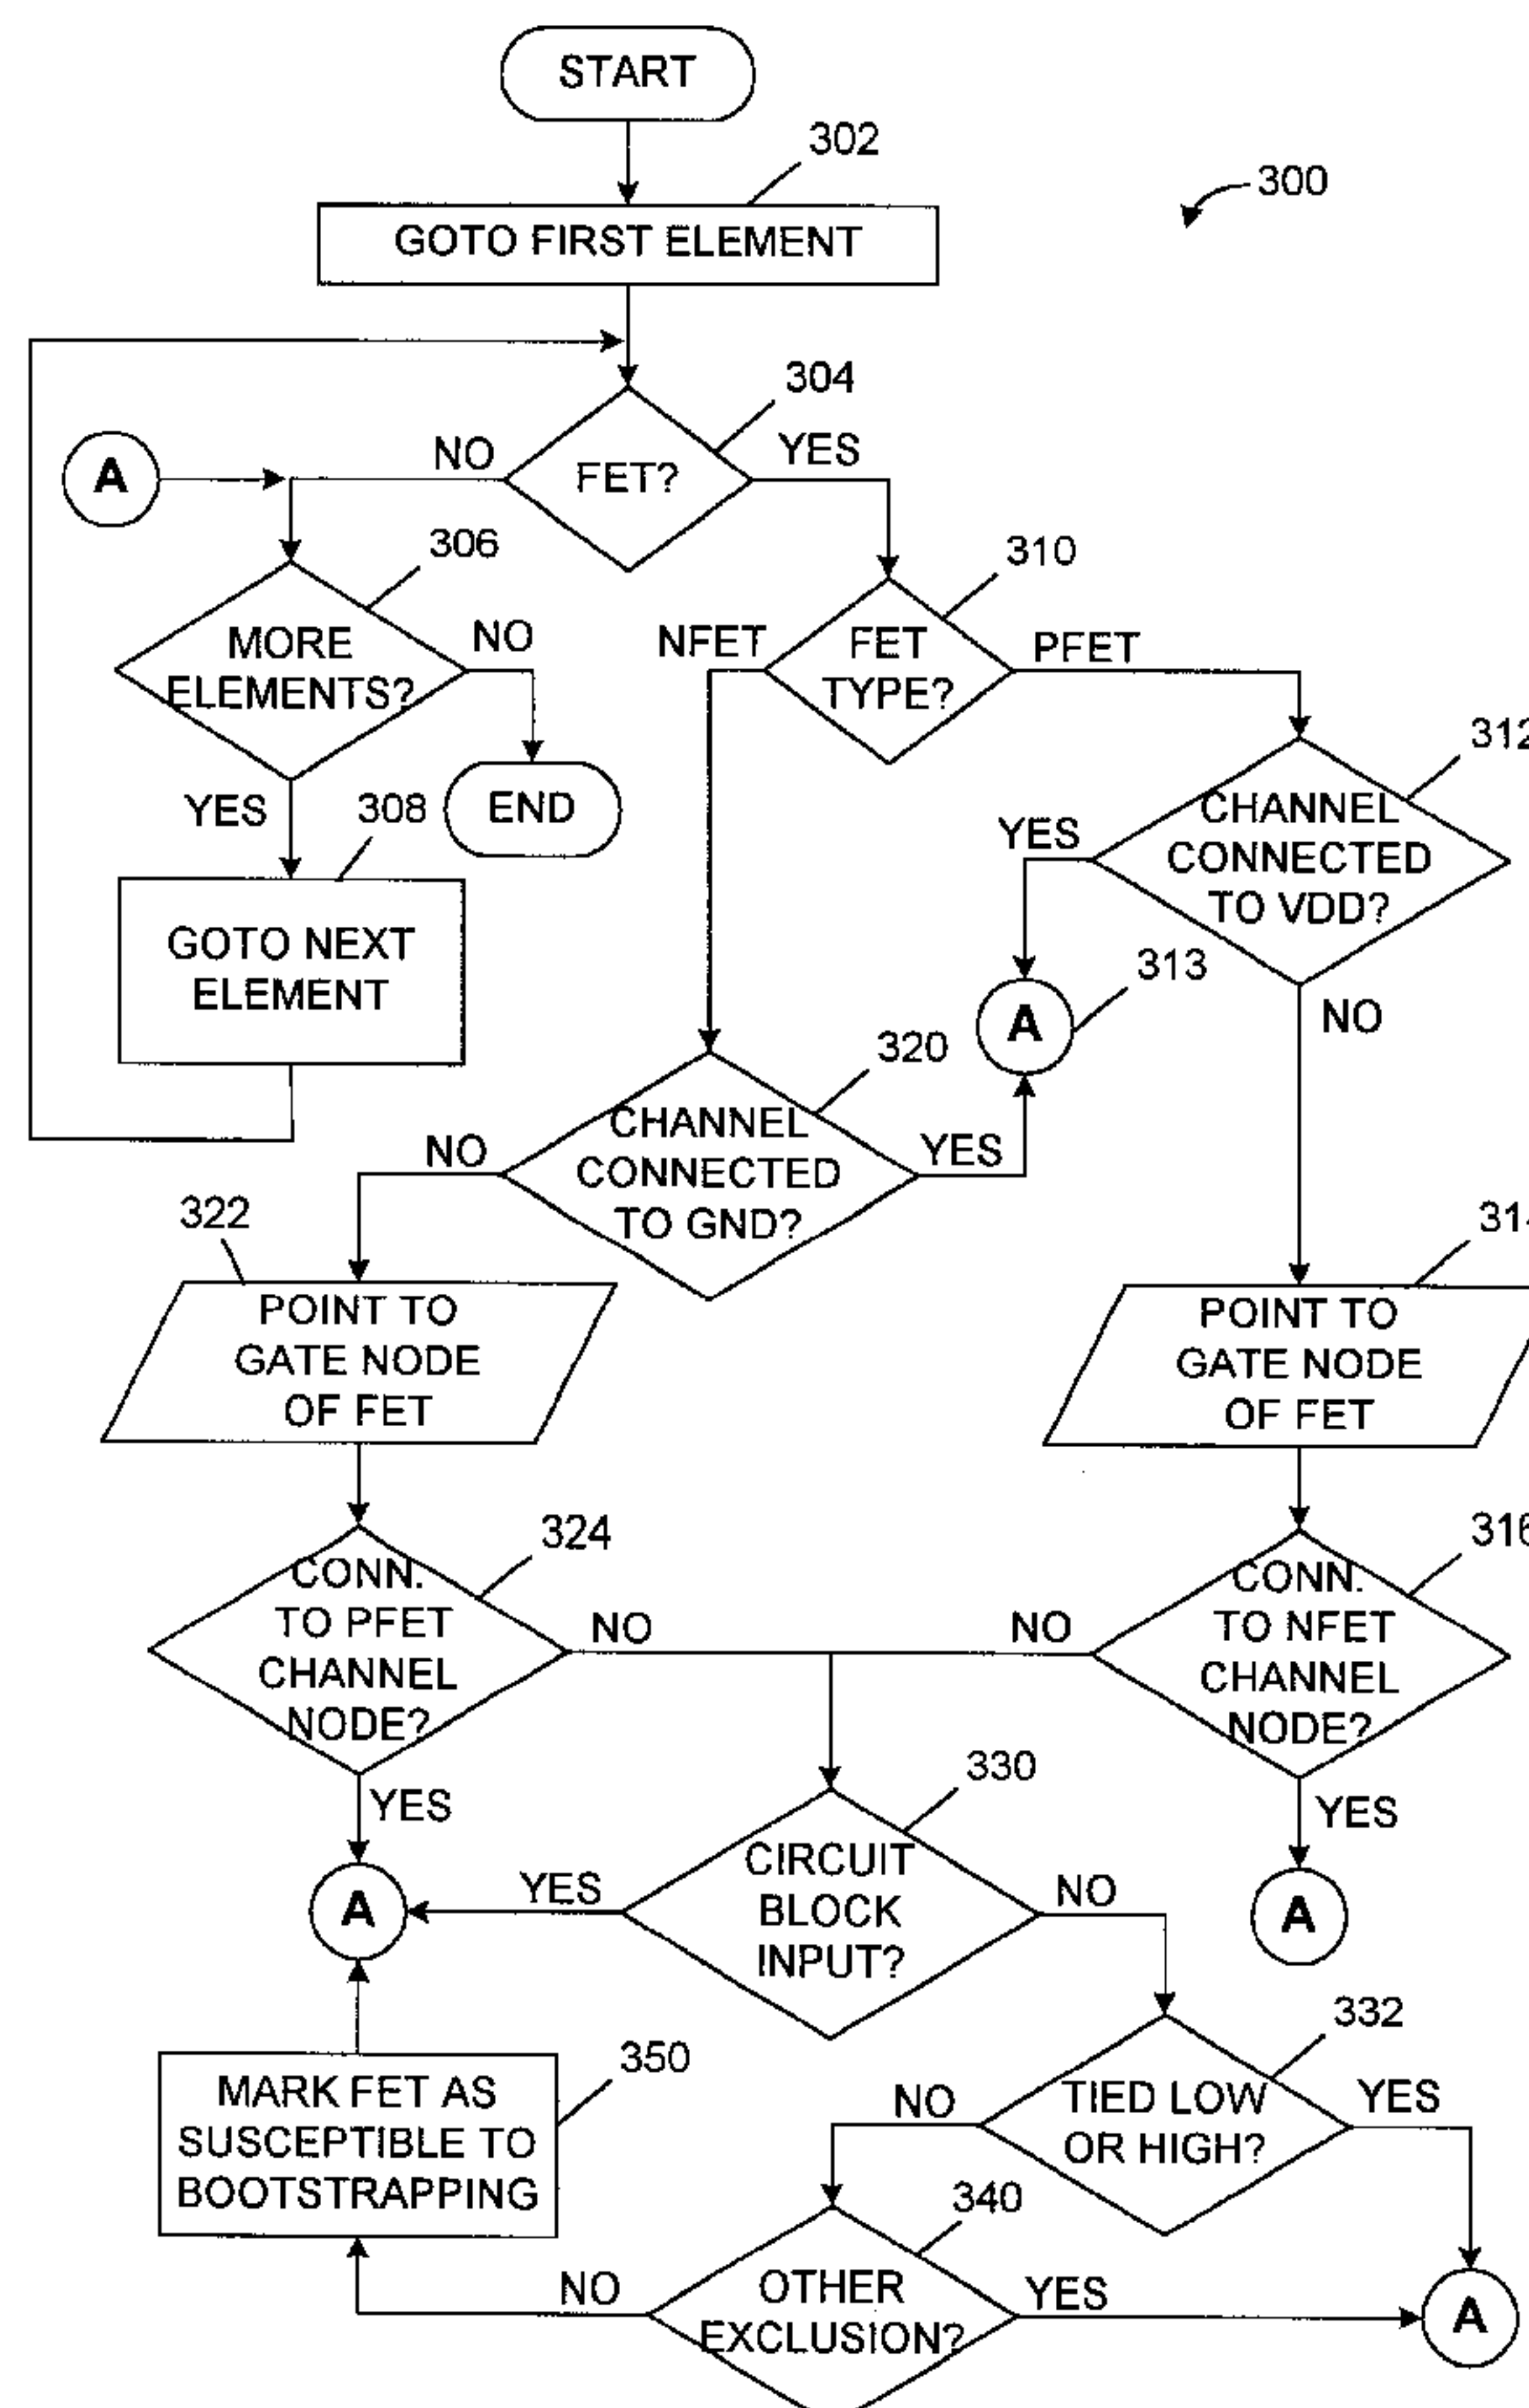 START
302
300
GOTO FIRST ELEMENT
304
A
NO
FET?
YES
306
310
MORE
ELEMENTS?
NO
NFET
FET
TYPE?
PFET
312
YES
308
END
YES
CHANNEL
CONNECTED
TO VDD?
GOTO NEXT
ELEMENT
313
A
NO
320
NO
CHANNEL
CONNECTED
TO GND?
YES
322
314
POINT TO
GATE NODE
OF FET
POINT TO
GATE NODE
OF FET
324
316
CONN.
TO PFET
CHANNEL
NODE?
NO
NO
CONN.
TO NFET
CHANNEL
NODE?
330
YES
YES
A
YES
CIRCUIT
BLOCK
INPUT?
NO
A
332
350
MARK FET AS
SUSCEPTIBLE TO
BOOTSTRAPPING
NO
TIED LOW
OR HIGH?
YES
340
NO
OTHER
EXCLUSION?
YES
A